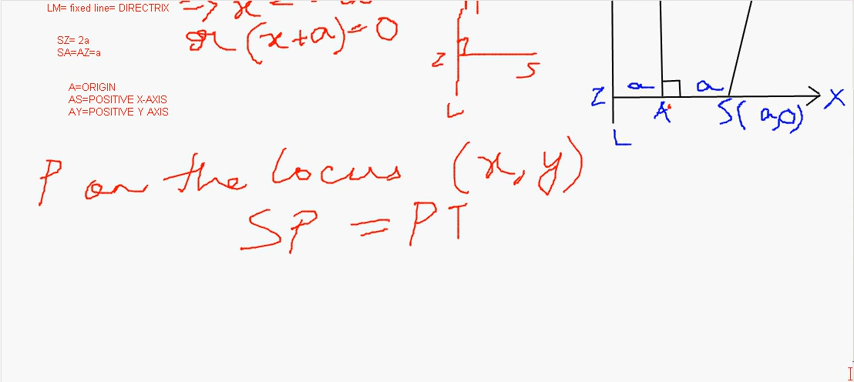 LM= fixed line= DIRECTRIX
or (x+a)=0
SZ= 2a
SA=AZ=a
Z S
L
A=ORIGIN
AS=POSITIVE X-AXIS
AY=POSITIVE Y AXIS
a a
Z A S(a,0) X
L
P on the locus (x, y)
SP = PT